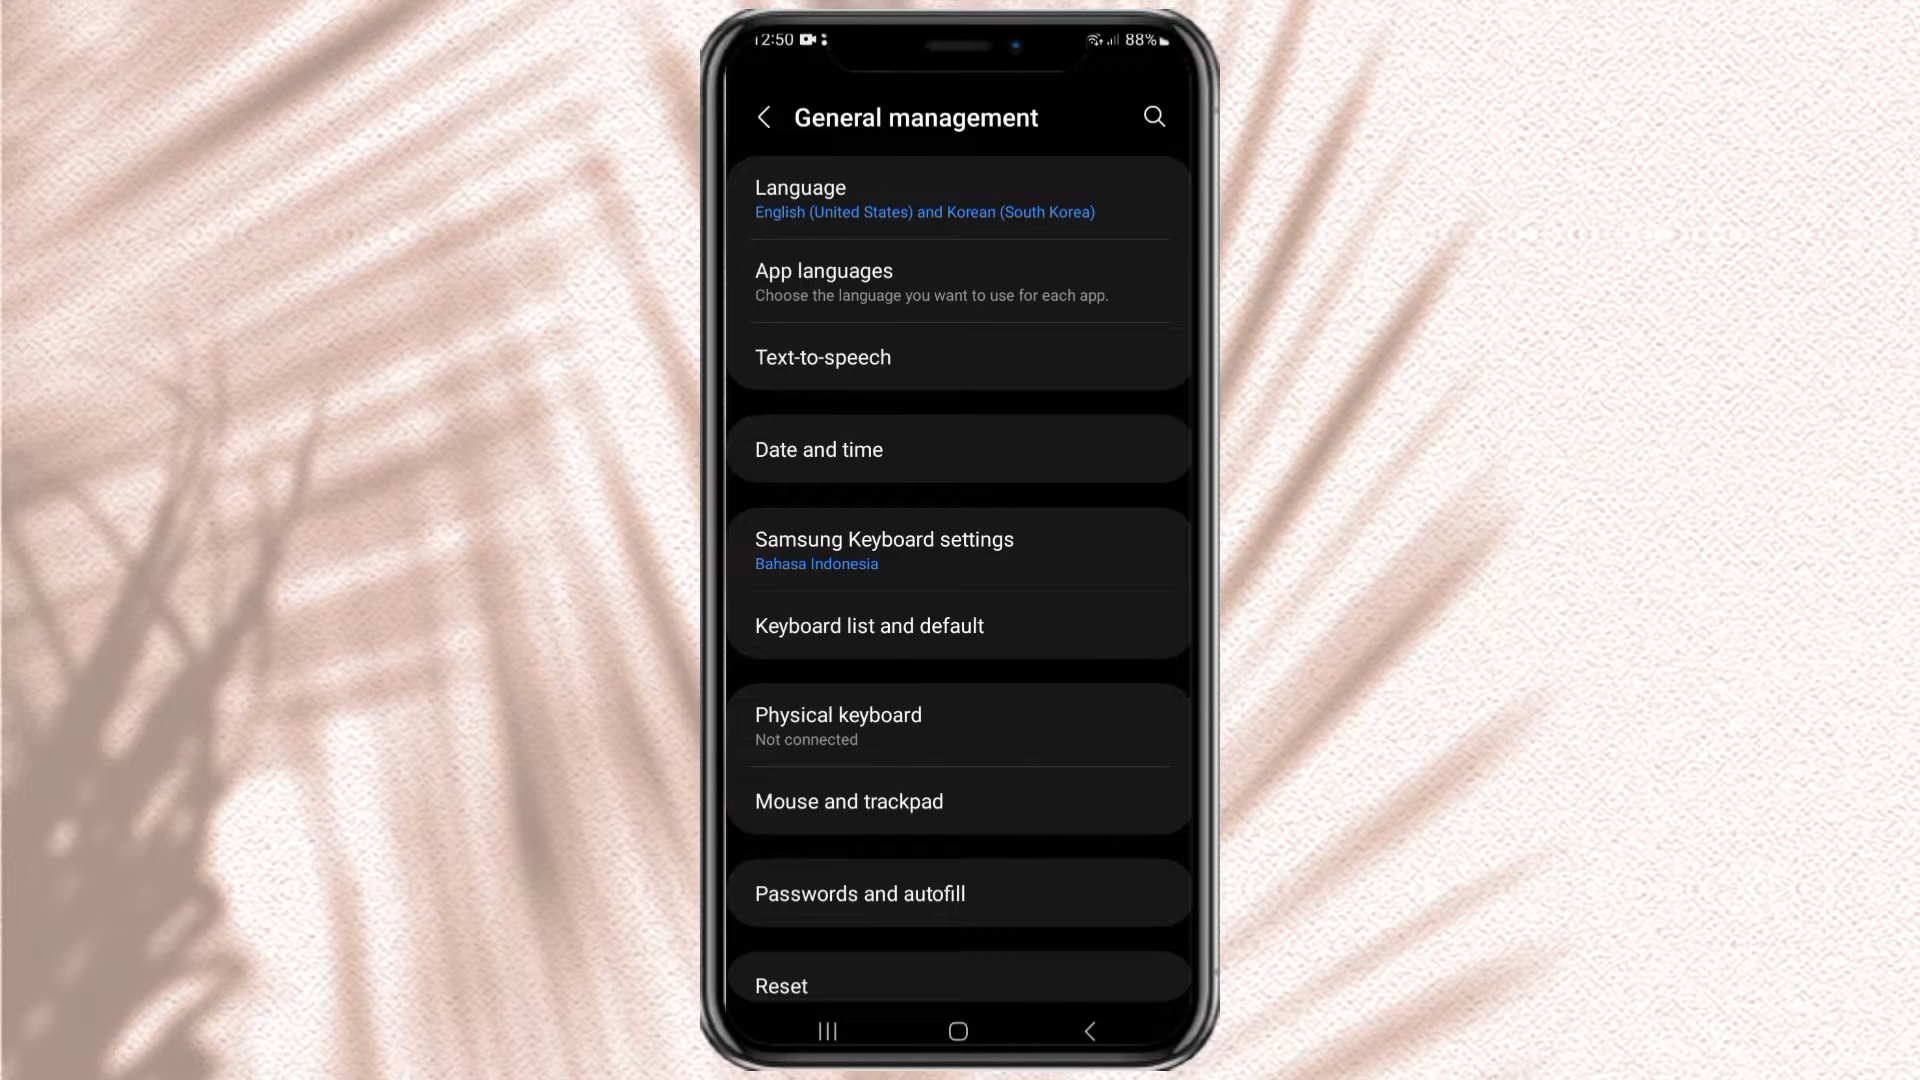 12:50 88%
General management
Language
English (United States) and Korean (South Korea)
App languages
Choose the language you want to use for each app.
Text-to-speech
Date and time
Samsung Keyboard settings
Bahasa Indonesia
Keyboard list and default
Physical keyboard
Not connected
Mouse and trackpad
Passwords and autofill
Reset